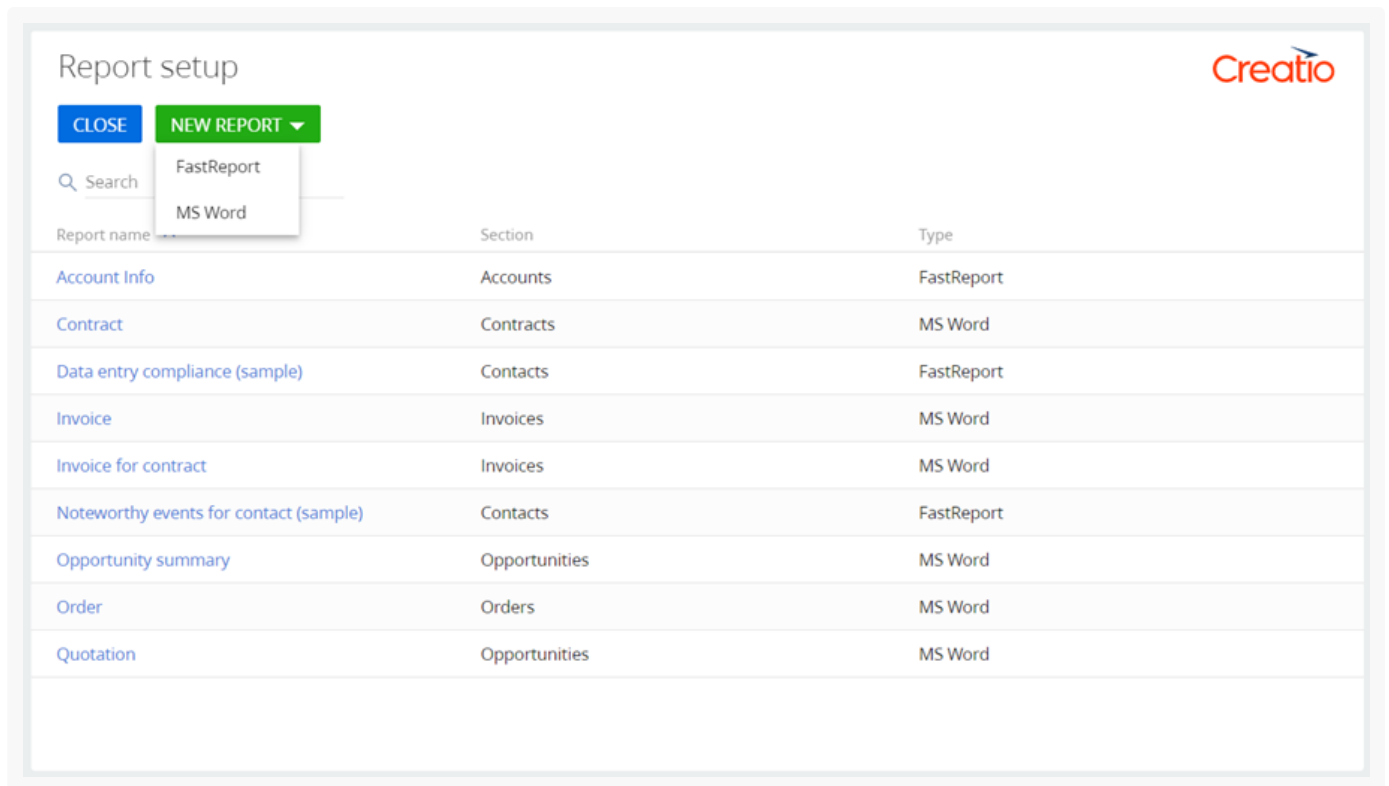 Report setup
Creatio
CLOSE NEW REPORT
FastReport
Search
MS Word
Report name Section Type
Account Info Accounts FastReport
Contract Contracts MS Word
Data entry compliance (sample) Contacts FastReport
Invoice Invoices MS Word
Invoice for contract Invoices MS Word
Noteworthy events for contact (sample) Contacts FastReport
Opportunity summary Opportunities MS Word
Order Orders MS Word
Quotation Opportunities MS Word